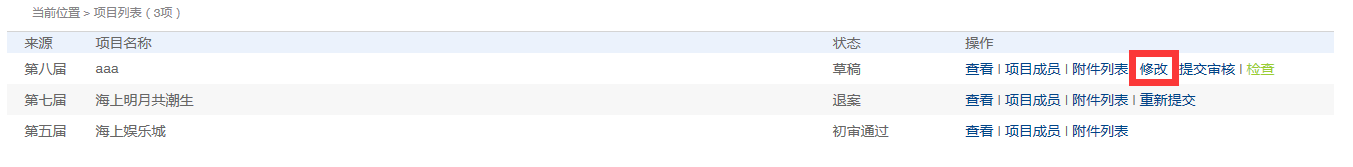 当前位置 > 项目列表（3项）
来源 项目名称 状态 操作
第八届 aaa 草稿 查看 | 项目成员 | 附件列表 修改 提交审核 | 检查
第七届 海上明月共潮生 退案 查看 | 项目成员 | 附件列表 | 重新提交
第五届 海上娱乐城 初审通过 查看 | 项目成员 | 附件列表